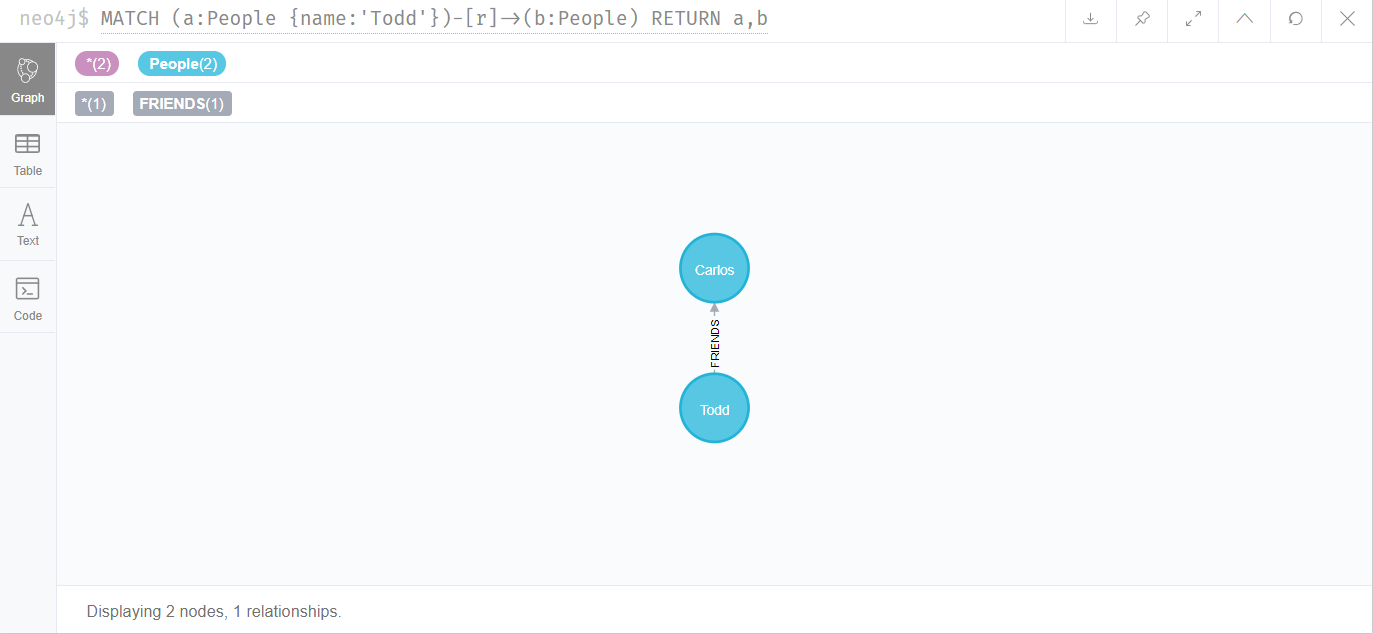 neo4j$ MATCH (a:People {name:'Todd'})-[r]->(b:People) RETURN a,b
*(2) People(2)
Graph
*(1) FRIENDS(1)
Table
Text
Code
Carlos
FRIENDS
Todd
Displaying 2 nodes, 1 relationships.